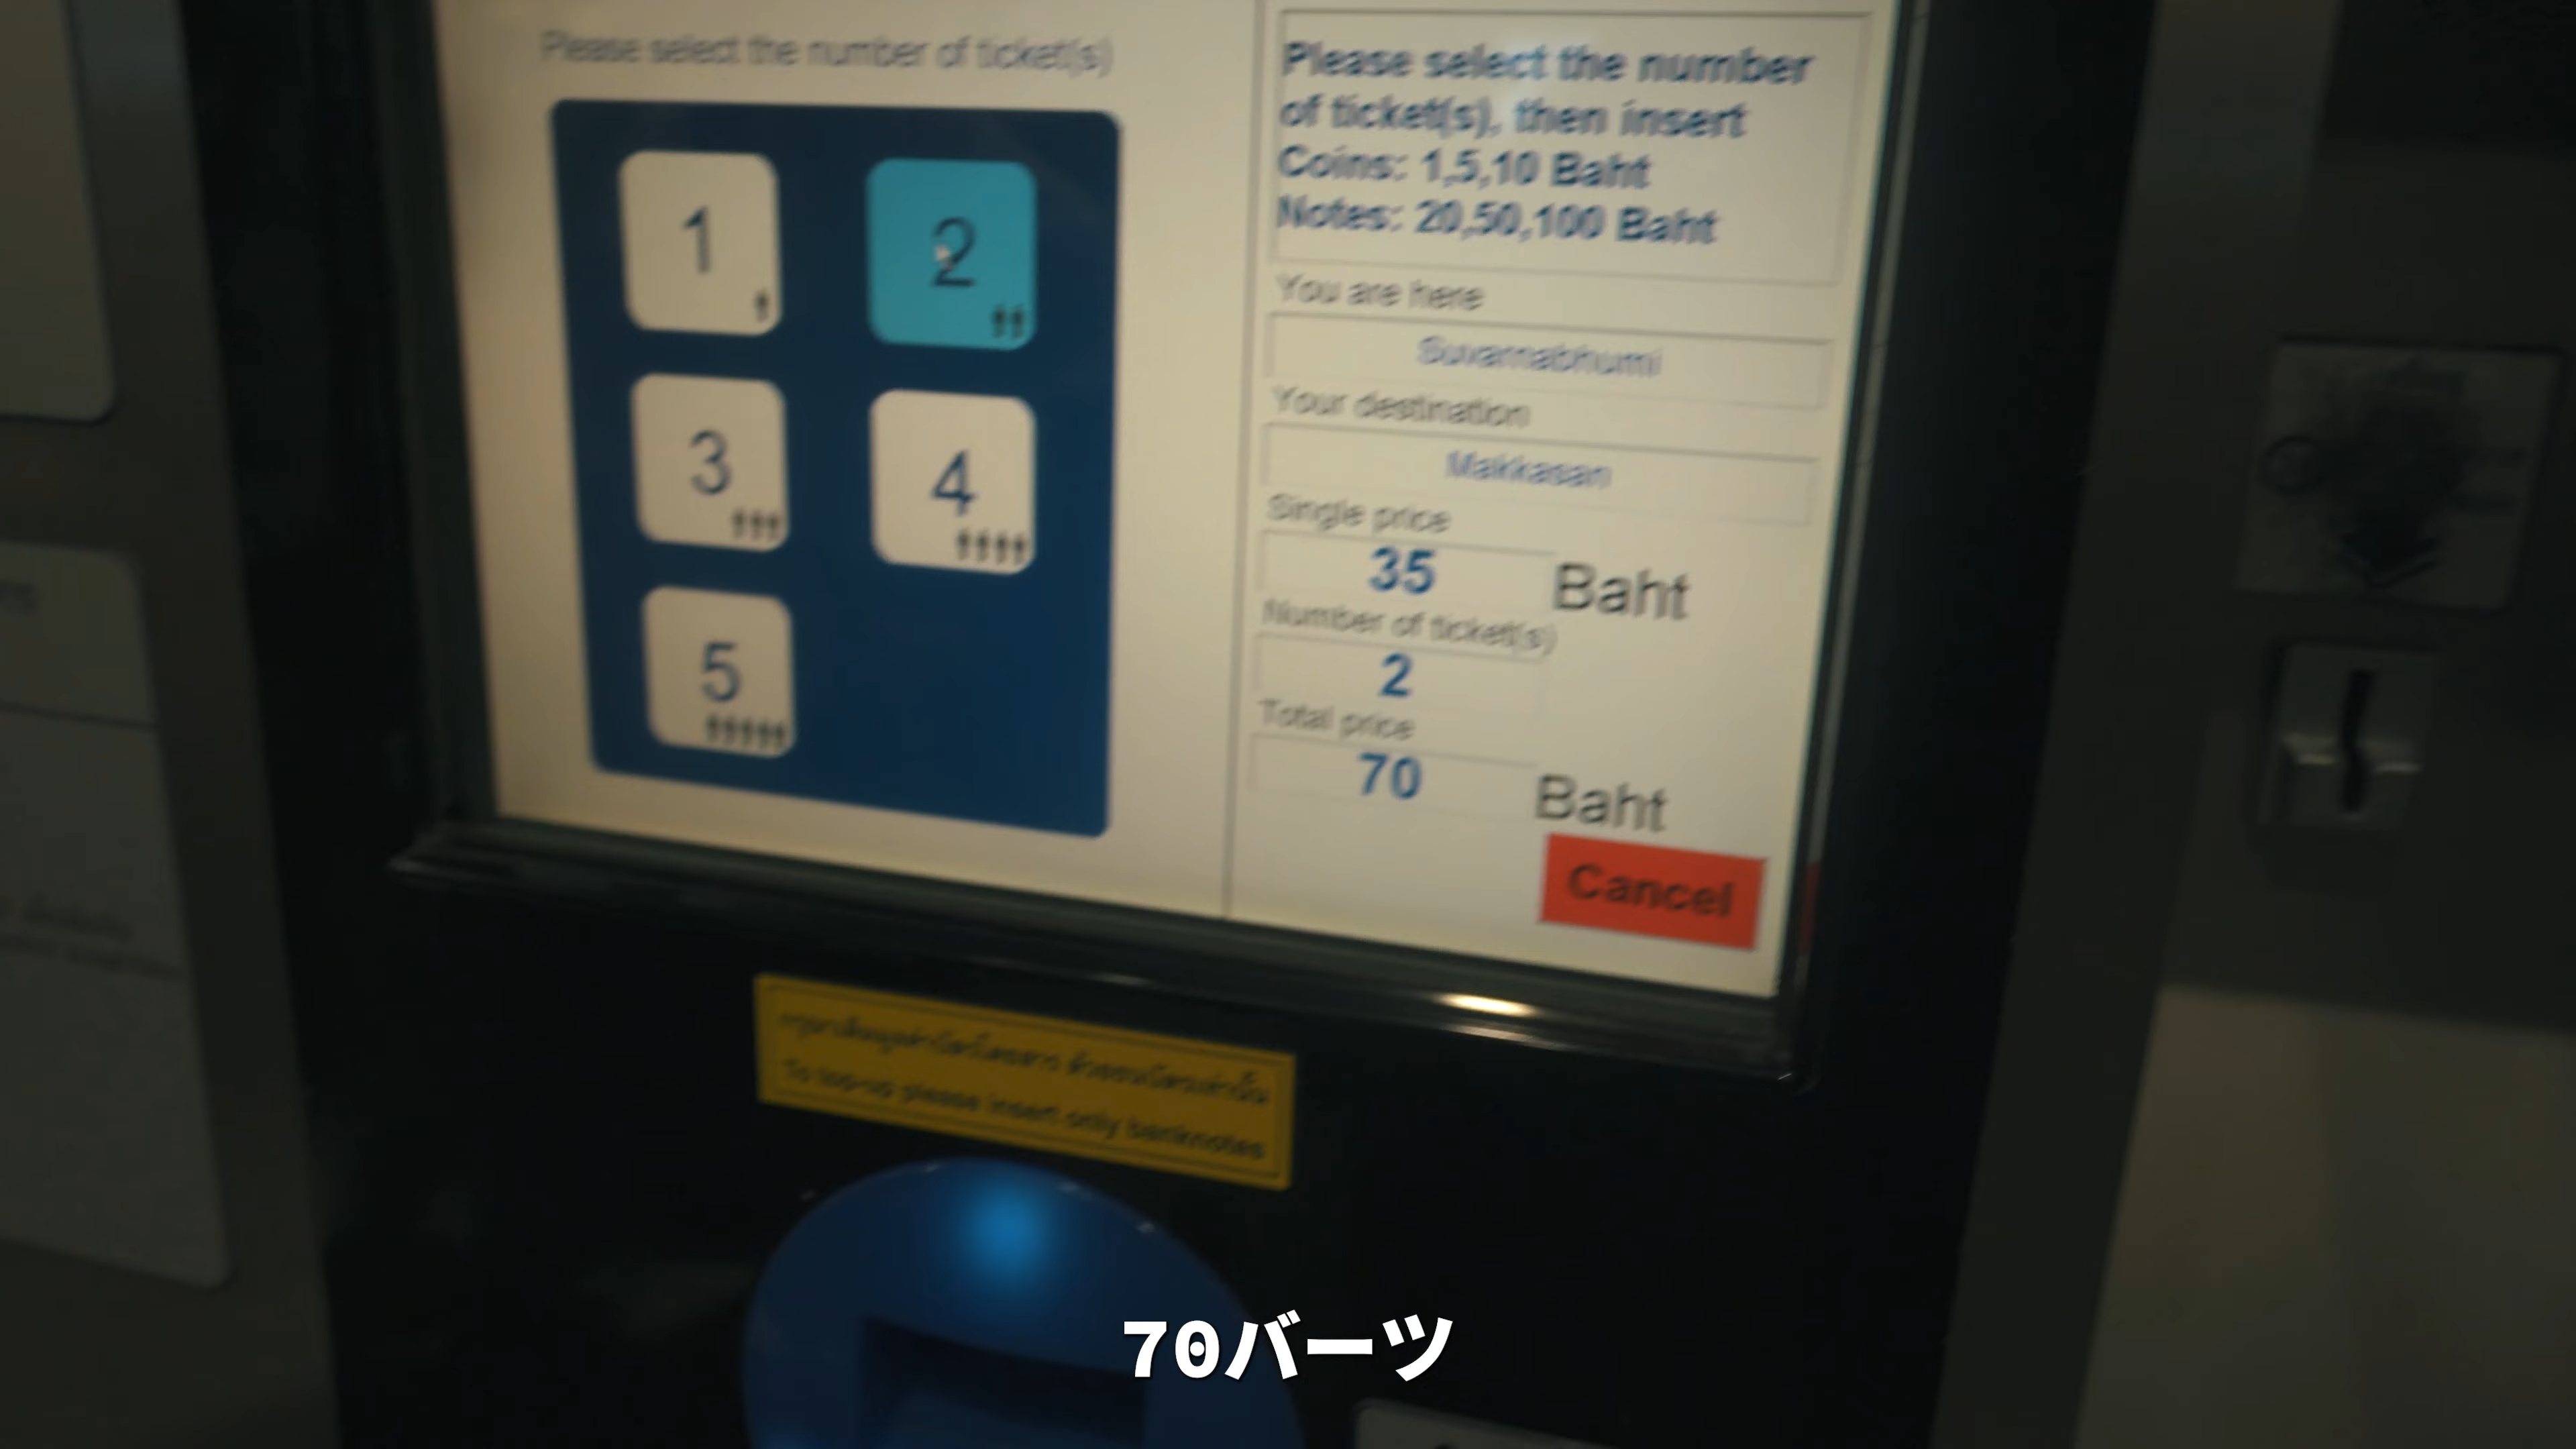 Please select the number of ticket(s)
1
2
3
4
5
Please select the number
of ticket(s), then insert
Coins: 1,5,10 Baht
Notes: 20,50,100 Baht
You are here
Suvarnabhumi
Your destination
Makkasan
Single price
35 Baht
Number of ticket(s)
2
Total price
70 Baht
Cancel
To top-up please insert only banknotes
70バーツ